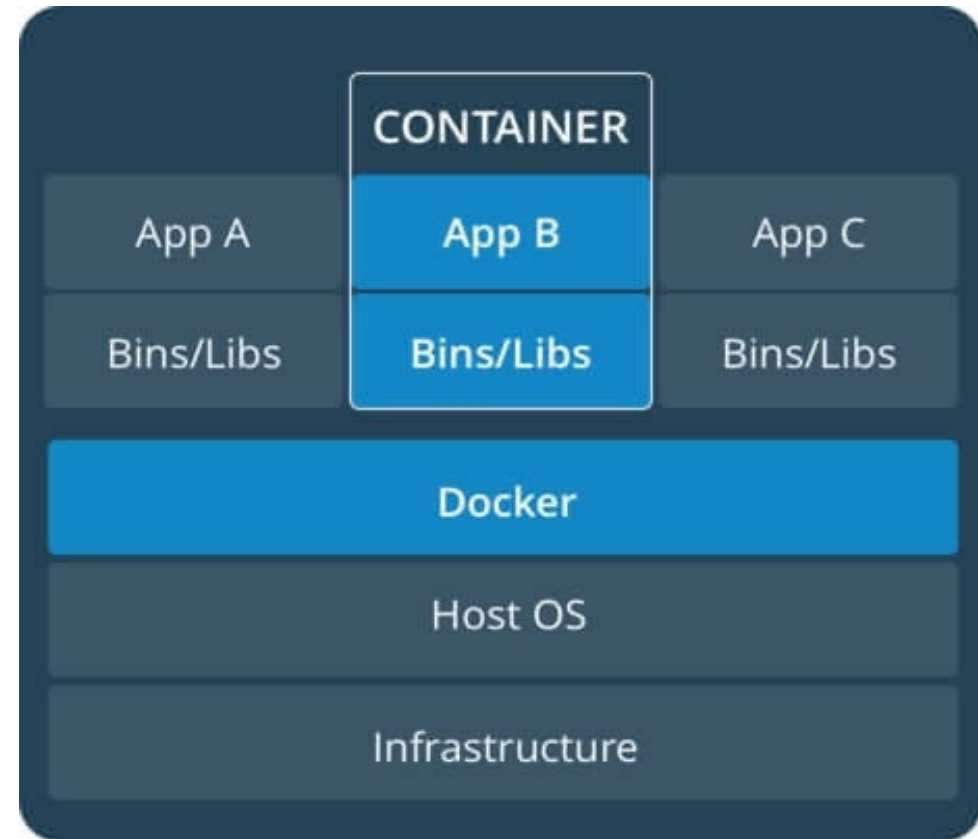 CONTAINER
App A
App B
App C
Bins/Libs
Bins/Libs
Bins/Libs
Docker
Host OS
Infrastructure